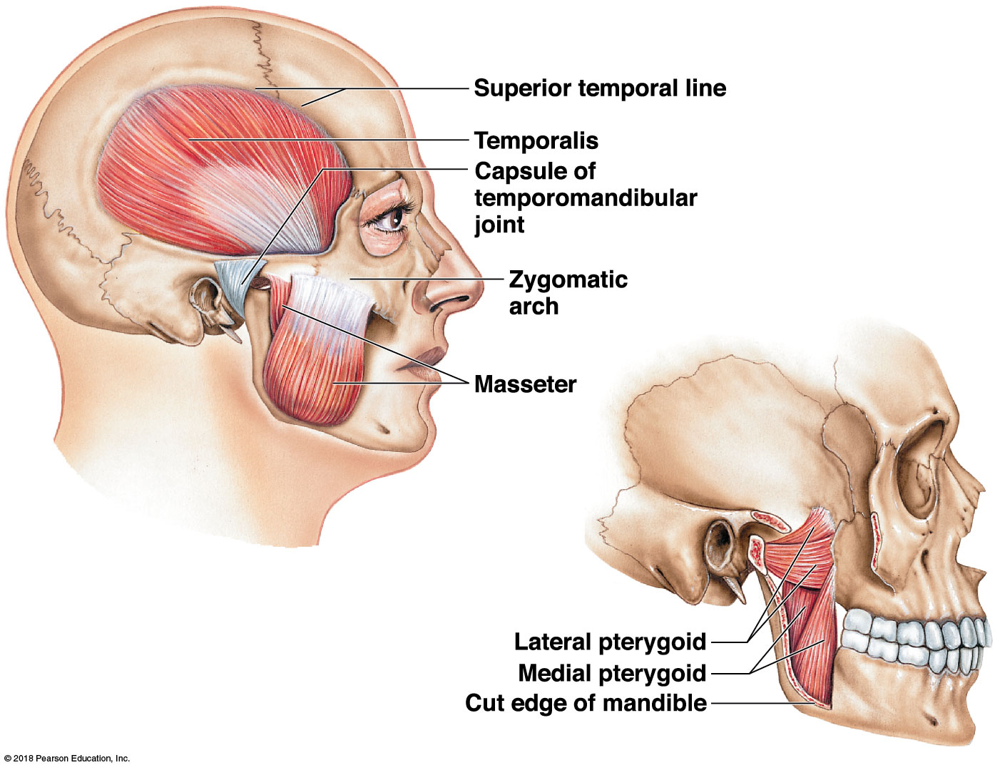 Superior temporal line
Temporalis
Capsule of
temporomandibular
joint
Zygomatic
arch
Masseter
Lateral pterygoid
Medial pterygoid
Cut edge of mandible
© 2018 Pearson Education, Inc.